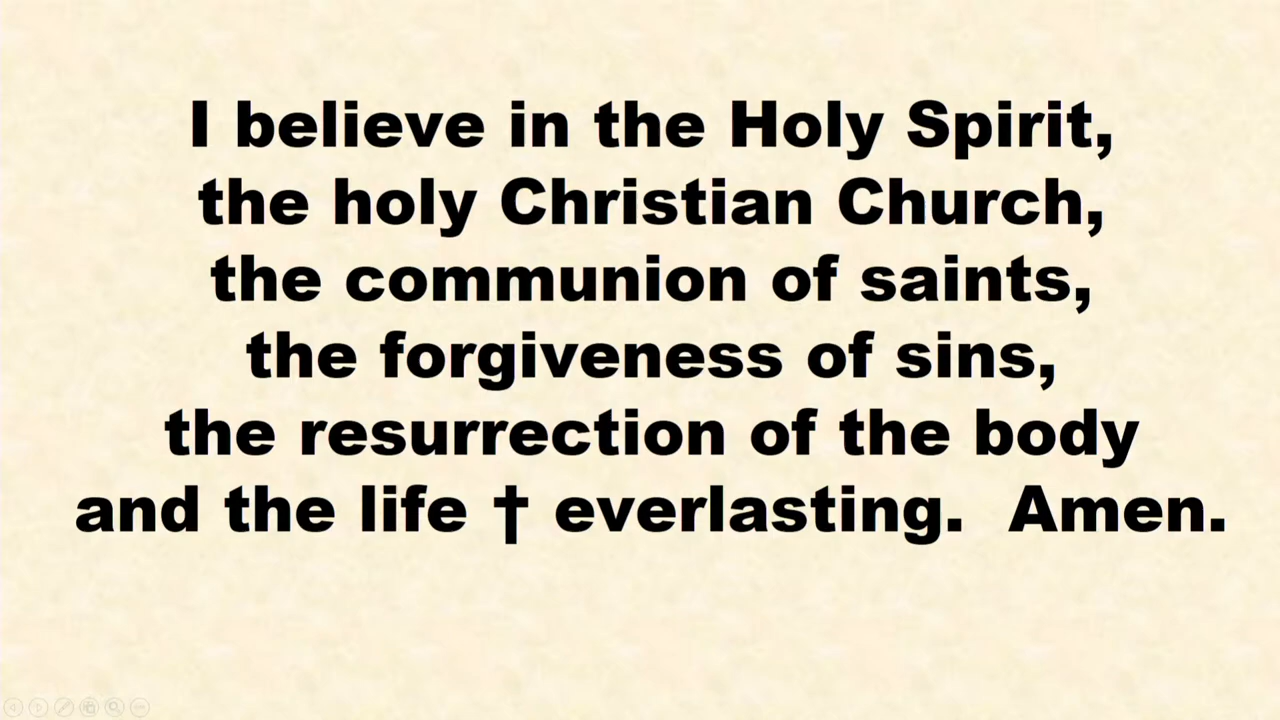 I believe in the Holy Spirit,
the holy Christian Church,
the communion of saints,
the forgiveness of sins,
the resurrection of the body
and the life † everlasting.  Amen.